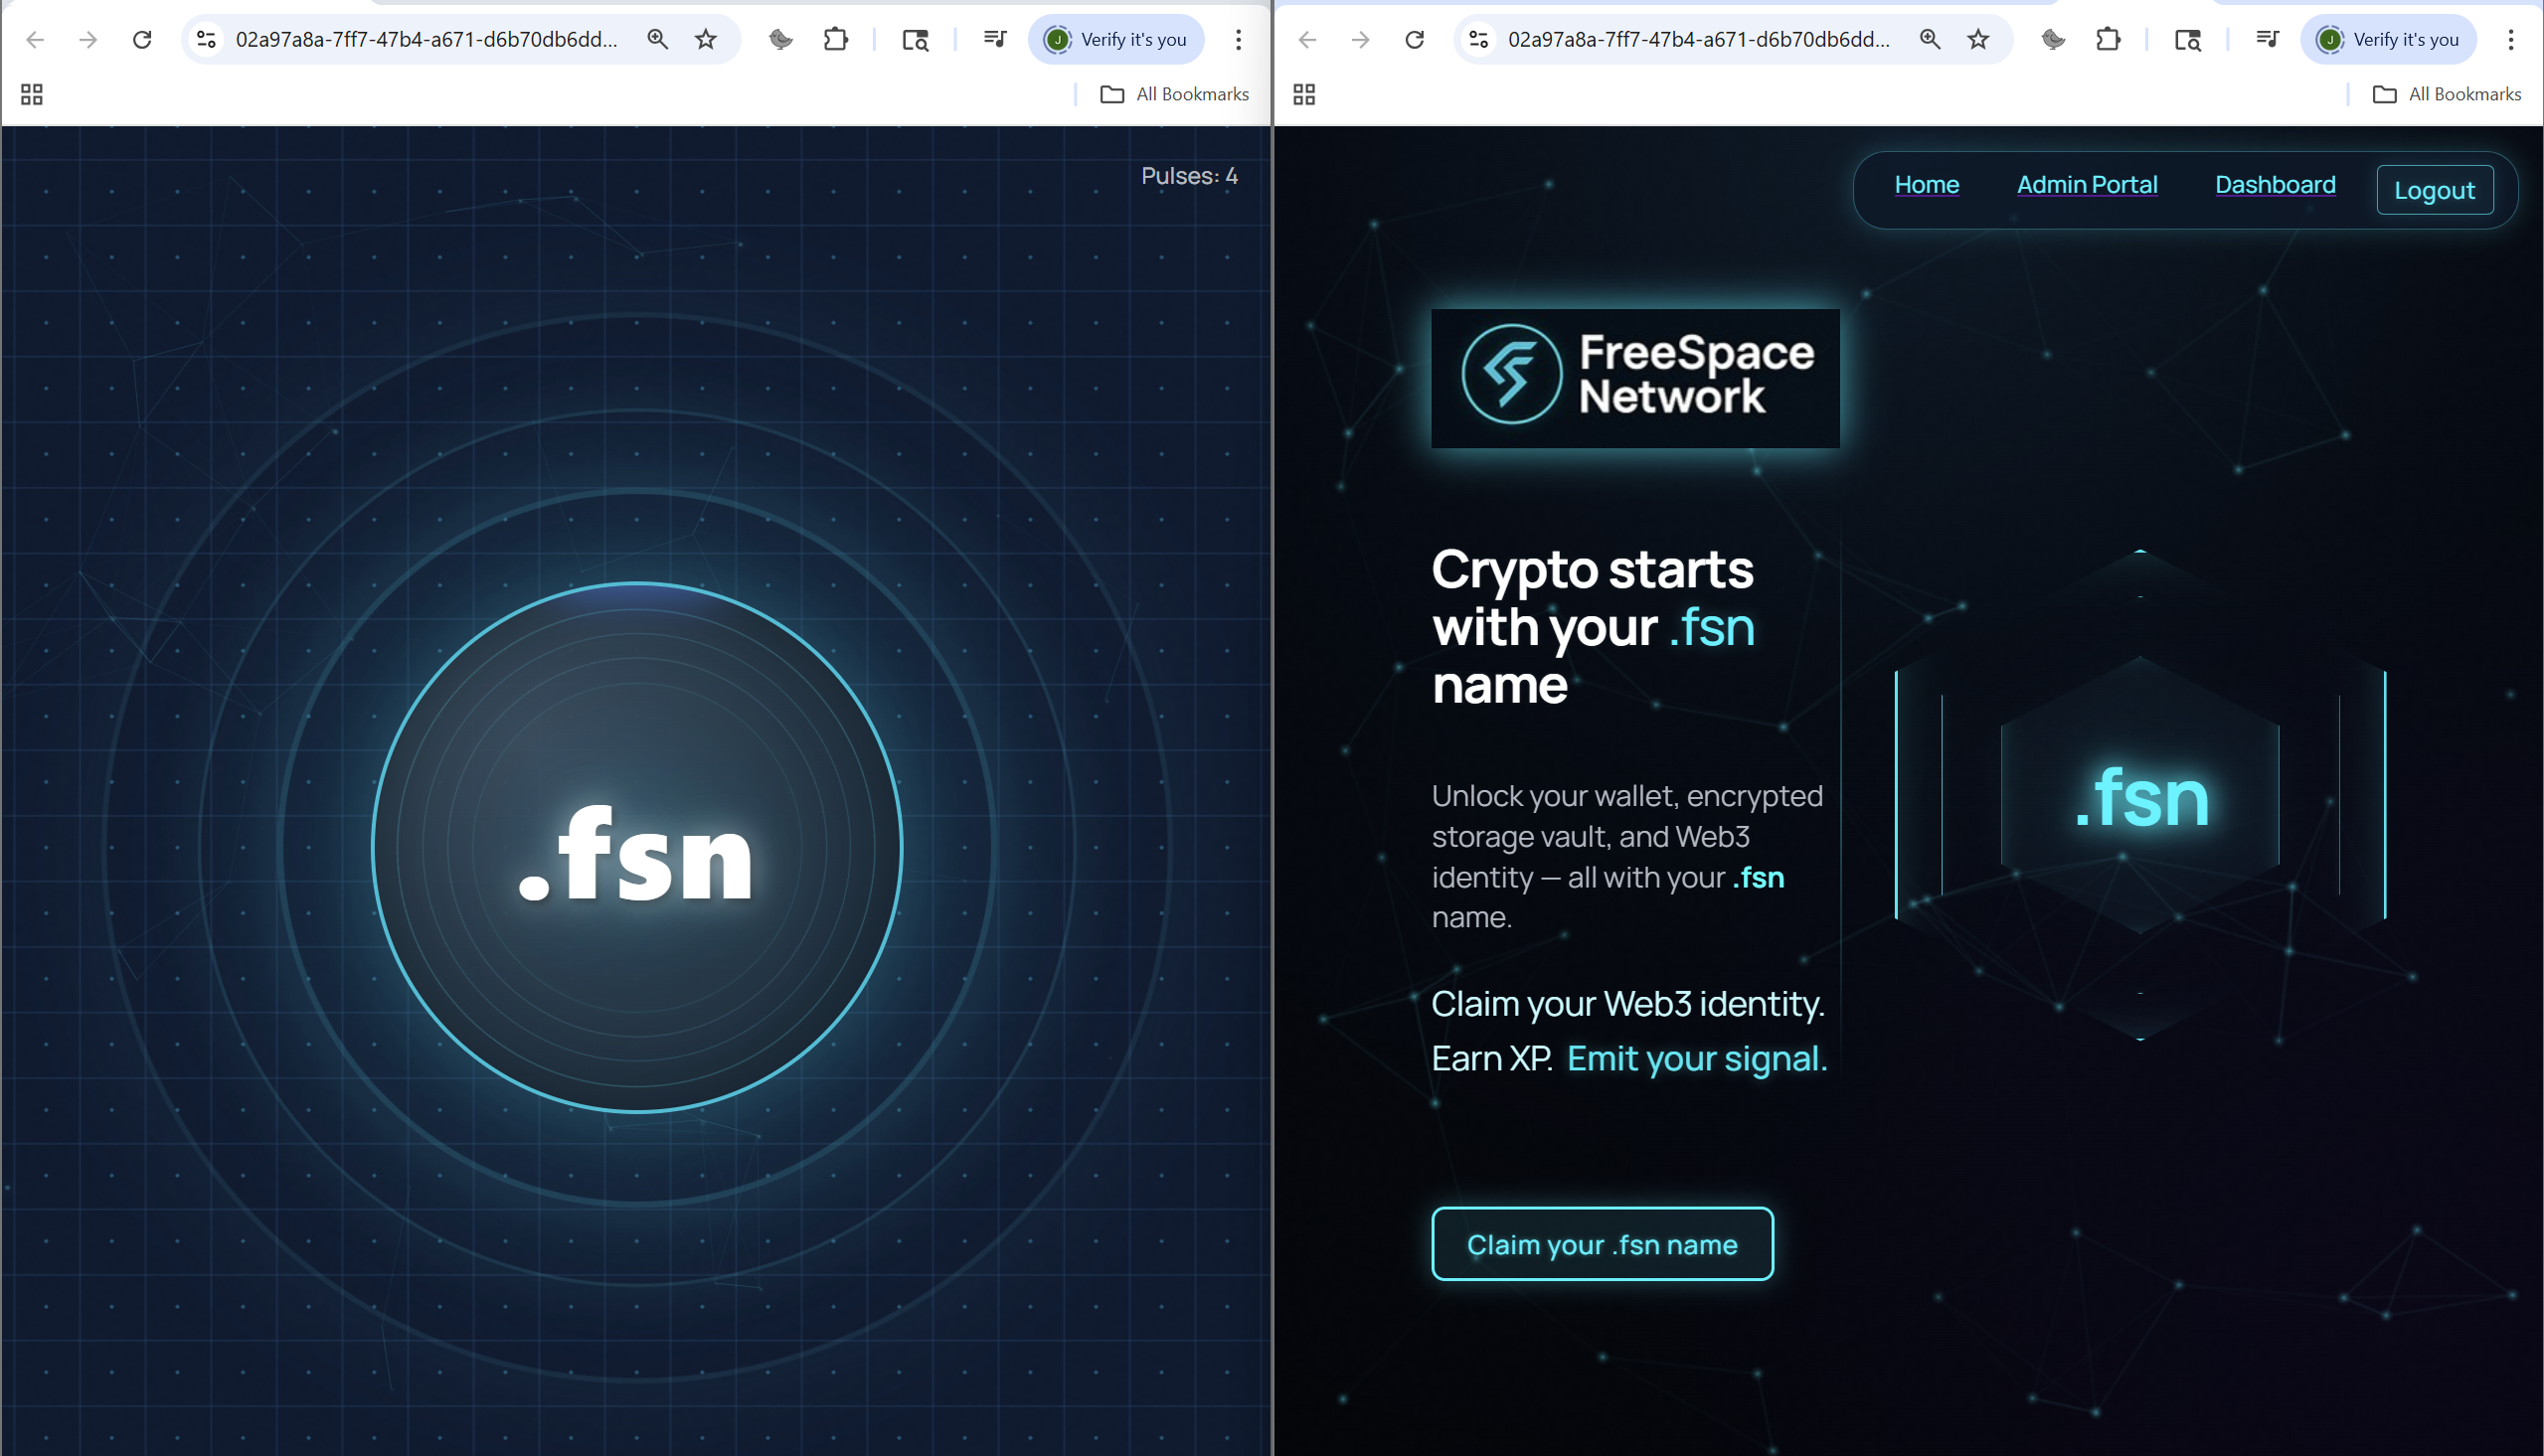 02a97a8a-7ff7-47b4-a671-d6b70db6dd...
J
Verify it's you
All Bookmarks
Pulses: 4
.fsn
02a97a8a-7ff7-47b4-a671-d6b70db6dd...
J
Verify it's you
All Bookmarks
Home
Admin Portal
Dashboard
Logout
FreeSpace
Network
Crypto starts
with your .fsn
name
Unlock your wallet, encrypted
storage vault, and Web3
identity — all with your .fsn
name.
Claim your Web3 identity.
Earn XP. Emit your signal.
.fsn
Claim your .fsn name